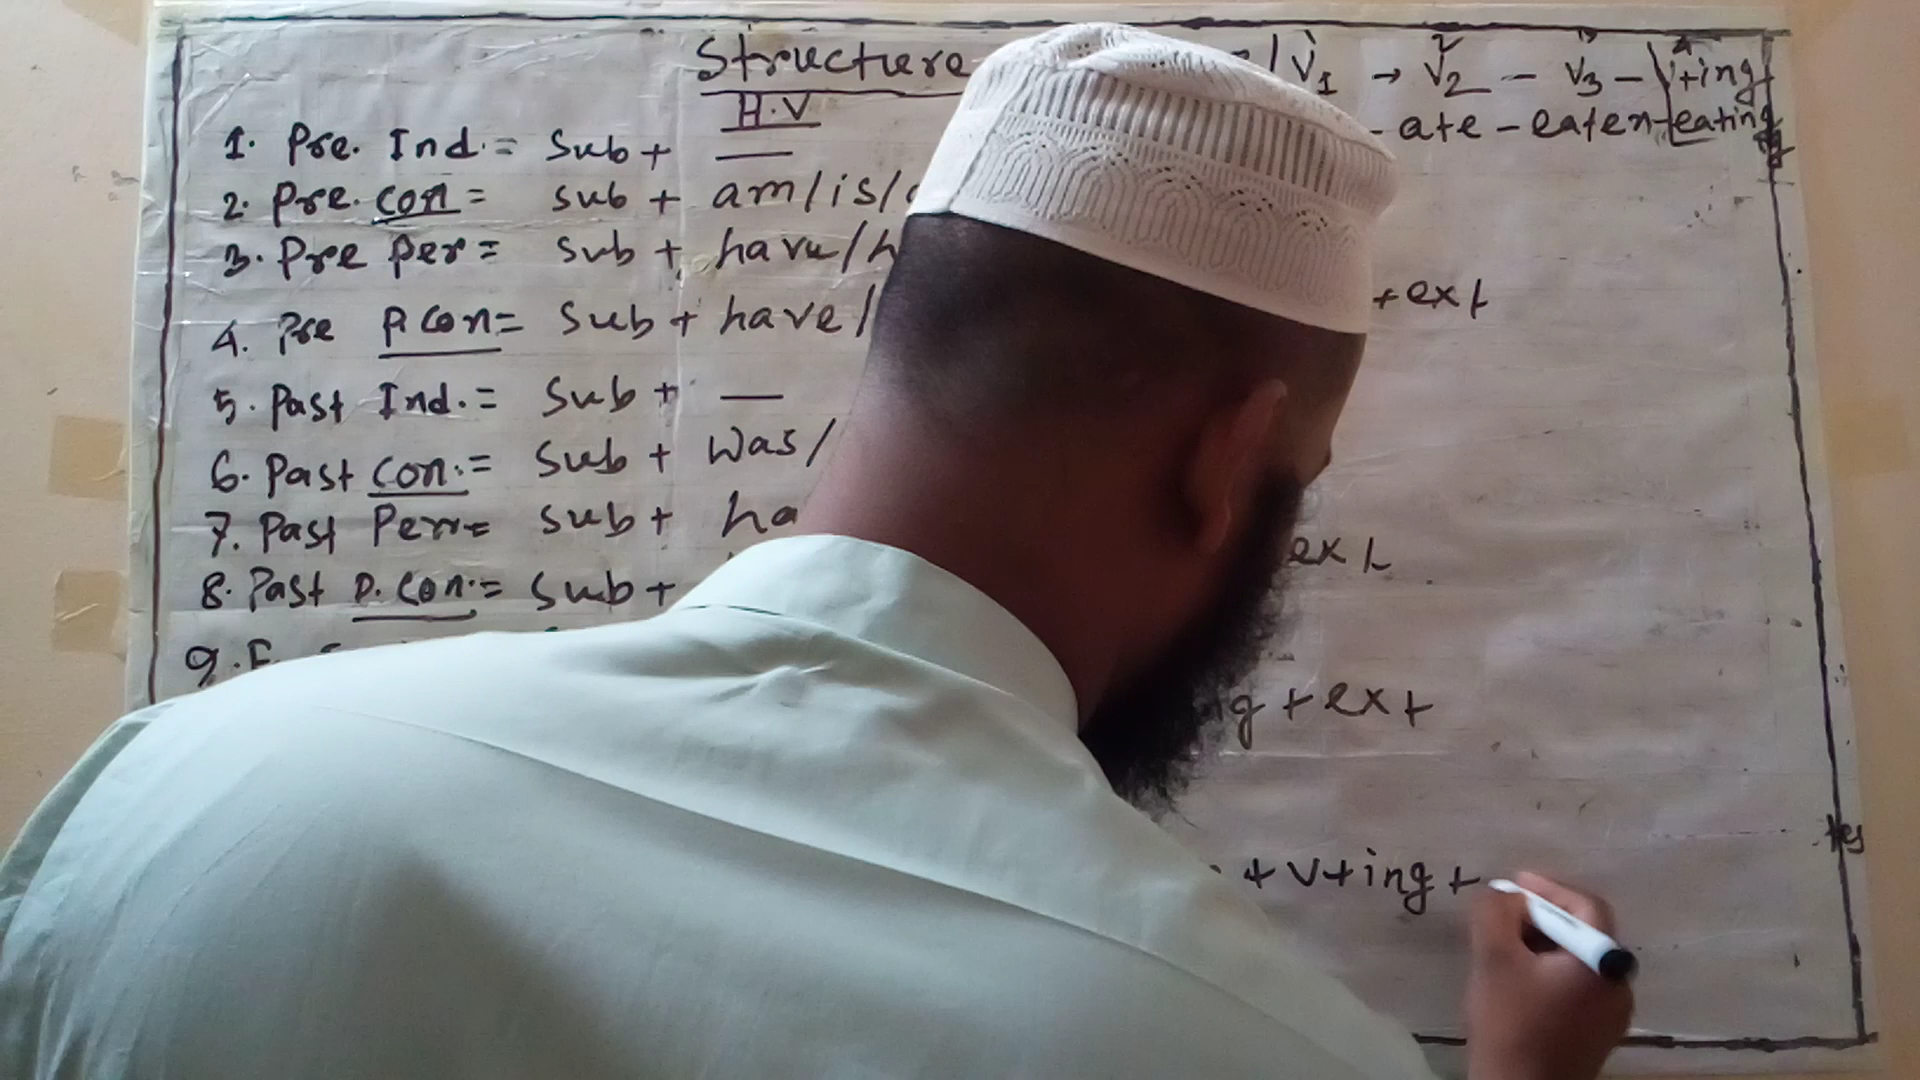 Structure /V1 → V2 – V3 – V+ing
H.V - ate – eaten – eating
1. Pre. Ind. = Sub + —
2. Pre. con = sub + am/is/
3. Pre Per = sub + have/h
+ext
4. Pre P. Con = Sub + have/
5. Past Ind. = Sub + —
6. Past con. = Sub + was/
7. Past Perr= sub + ha
ext
8. Past P. Con. = Sub +
9. F.
g + ext
+ V+ing +